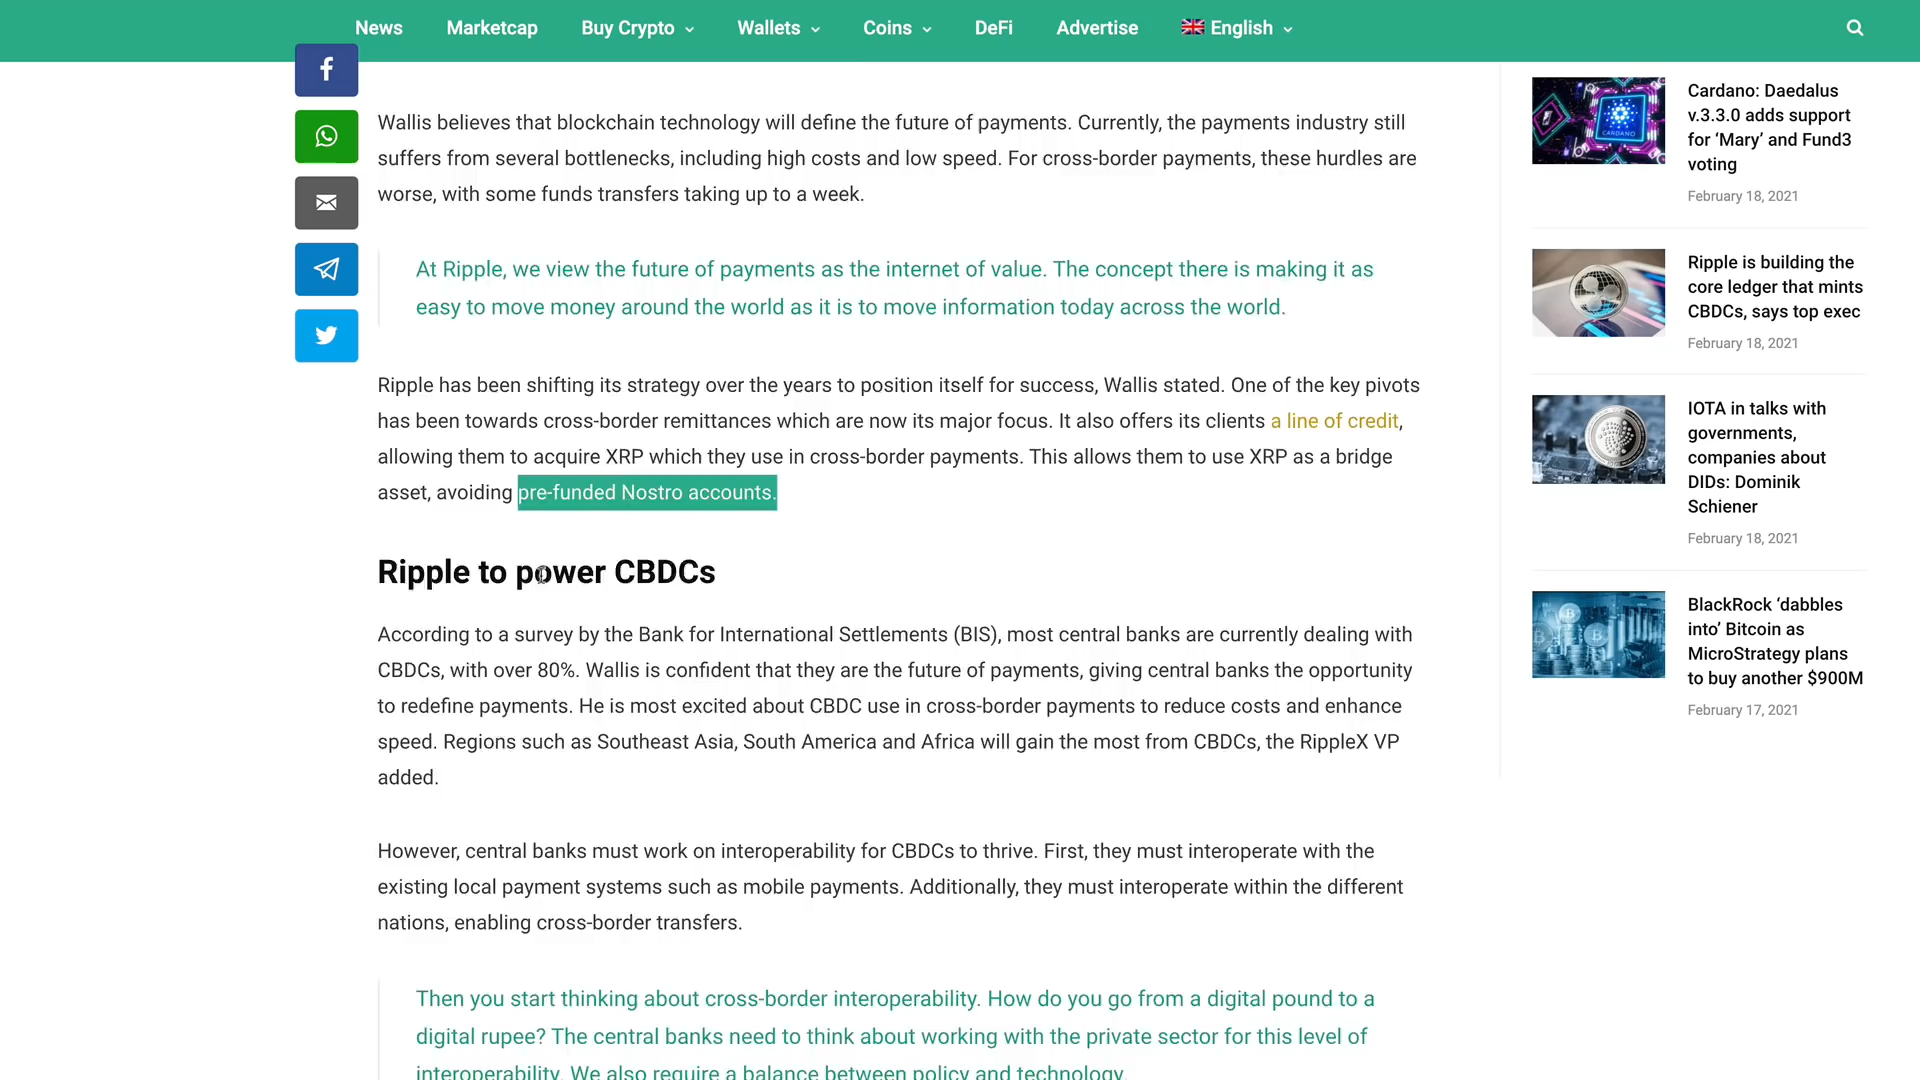 News Marketcap Buy Crypto Wallets Coins DeFi Advertise English
Wallis believes that blockchain technology will define the future of payments. Currently, the payments industry still
suffers from several bottlenecks, including high costs and low speed. For cross-border payments, these hurdles are
worse, with some funds transfers taking up to a week.
At Ripple, we view the future of payments as the internet of value. The concept there is making it as
easy to move money around the world as it is to move information today across the world.
Ripple has been shifting its strategy over the years to position itself for success, Wallis stated. One of the key pivots
has been towards cross-border remittances which are now its major focus. It also offers its clients a line of credit,
allowing them to acquire XRP which they use in cross-border payments. This allows them to use XRP as a bridge
asset, avoiding pre-funded Nostro accounts.
Ripple to power CBDCs
According to a survey by the Bank for International Settlements (BIS), most central banks are currently dealing with
CBDCs, with over 80%. Wallis is confident that they are the future of payments, giving central banks the opportunity
to redefine payments. He is most excited about CBDC use in cross-border payments to reduce costs and enhance
speed. Regions such as Southeast Asia, South America and Africa will gain the most from CBDCs, the RippleX VP
added.
However, central banks must work on interoperability for CBDCs to thrive. First, they must interoperate with the
existing local payment systems such as mobile payments. Additionally, they must interoperate within the different
nations, enabling cross-border transfers.
Then you start thinking about cross-border interoperability. How do you go from a digital pound to a
digital rupee? The central banks need to think about working with the private sector for this level of
interoperability. We also require a balance between policy and technology.
CARDANO
Cardano: Daedalus
v.3.3.0 adds support
for ‘Mary’ and Fund3
voting
February 18, 2021
Ripple is building the
core ledger that mints
CBDCs, says top exec
February 18, 2021
IOTA in talks with
governments,
companies about
DIDs: Dominik
Schiener
February 18, 2021
BlackRock ‘dabbles
into’ Bitcoin as
MicroStrategy plans
to buy another $900M
February 17, 2021